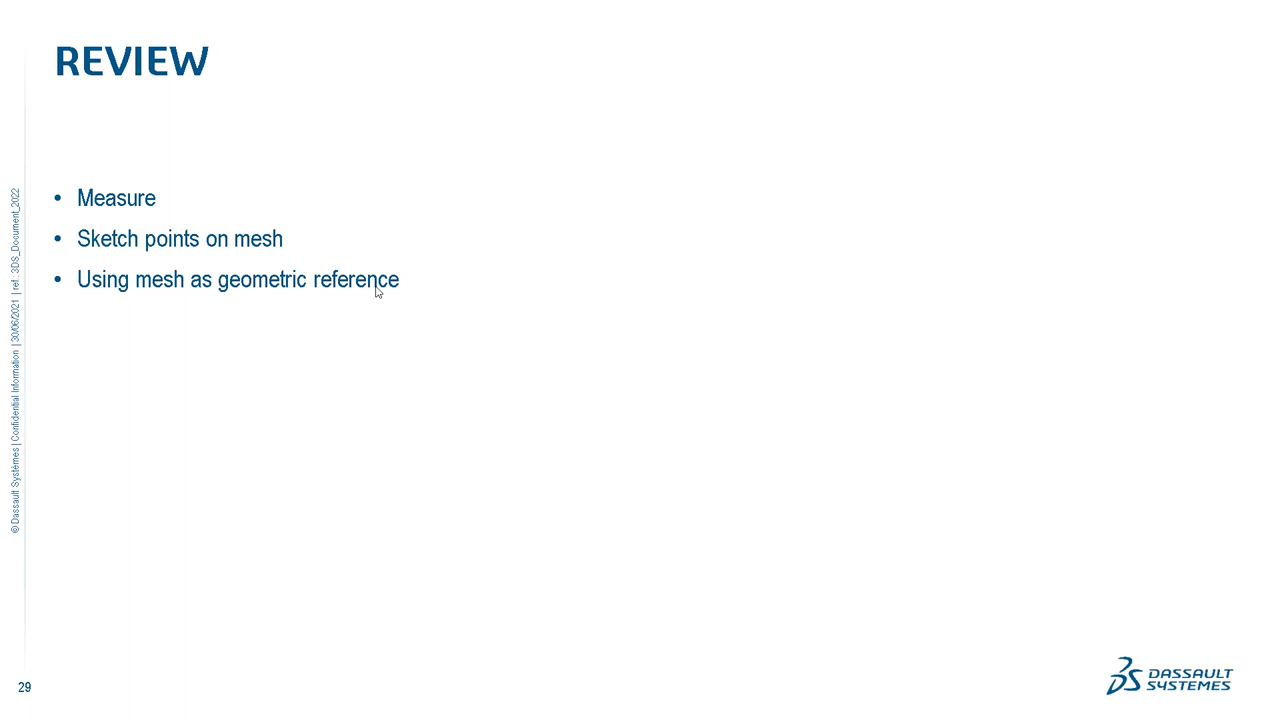 REVIEW
• Measure
• Sketch points on mesh
• Using mesh as geometric reference
© Dassault Systèmes | Confidential Information | 30/06/2021 | ref.: 3DS_Document_2022
29
DASSAULT
SYSTEMES